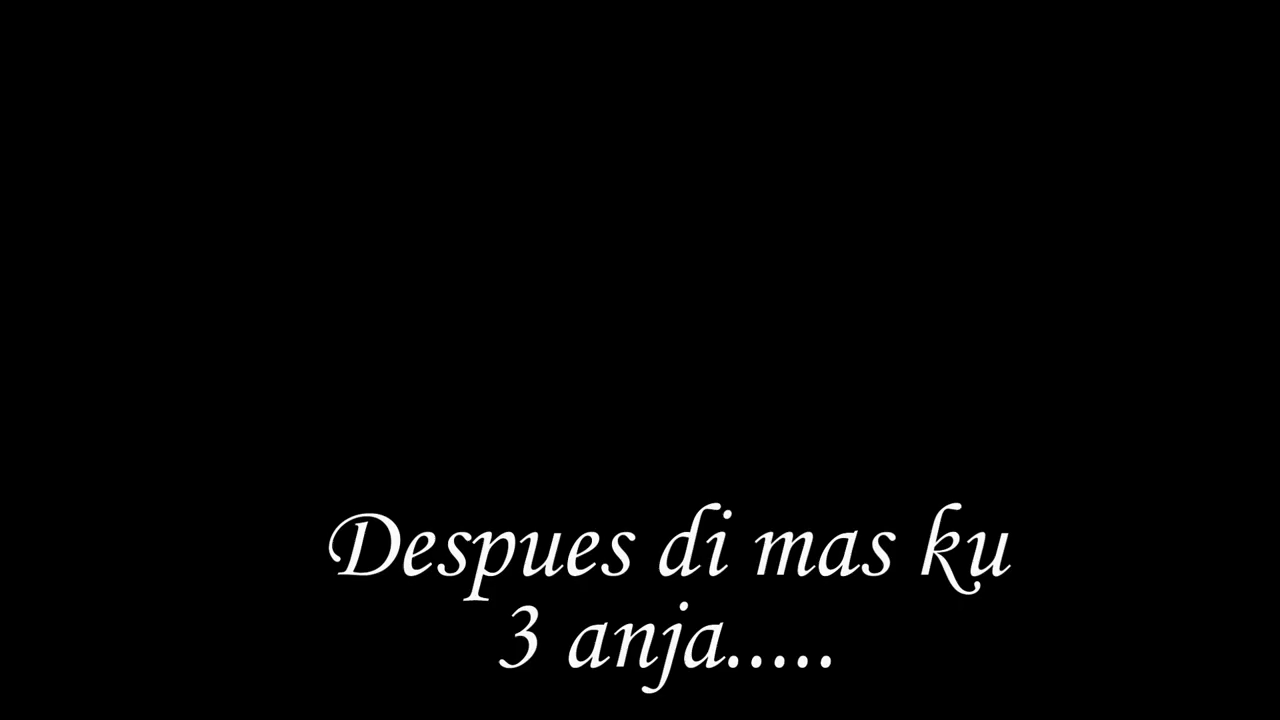 Despues di mas ku
3 anja.....